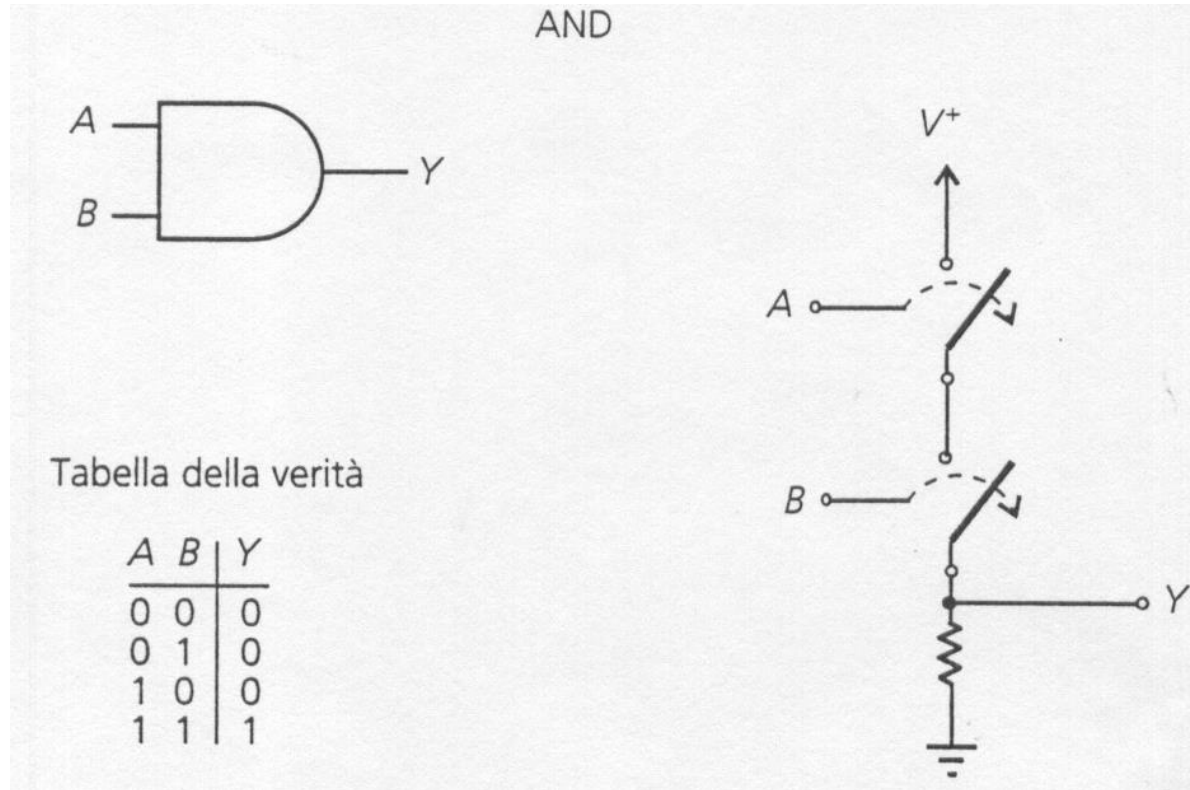 AND
A
B
Y
Tabella della verità
A B Y
0 0 0
0 1 0
1 0 0
1 1 1
V+
A
B
Y